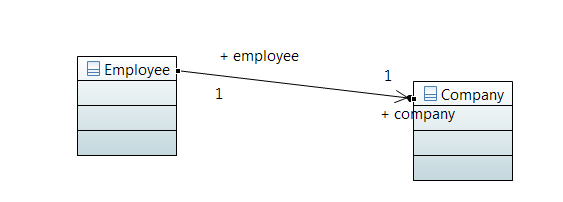 + employee
Employee
1
1
Company
+ company